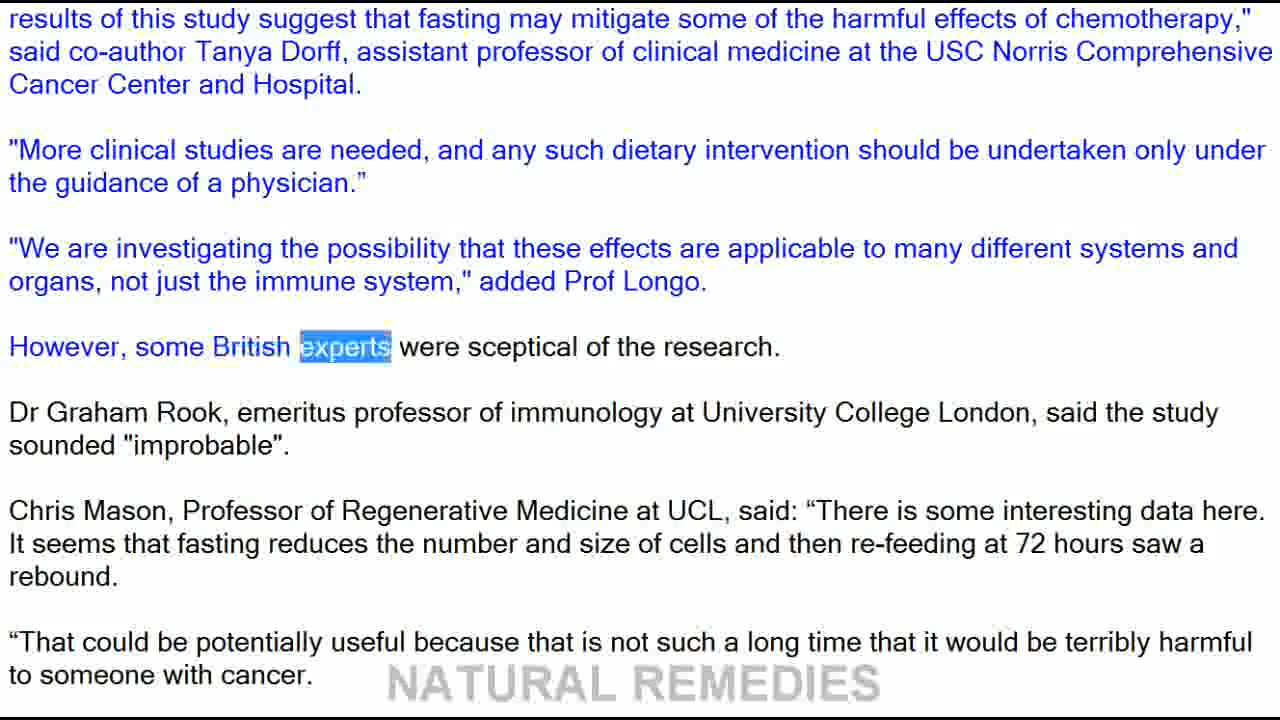 results of this study suggest that fasting may mitigate some of the harmful effects of chemotherapy,"
said co-author Tanya Dorff, assistant professor of clinical medicine at the USC Norris Comprehensive
Cancer Center and Hospital.
"More clinical studies are needed, and any such dietary intervention should be undertaken only under
the guidance of a physician.”
"We are investigating the possibility that these effects are applicable to many different systems and
organs, not just the immune system," added Prof Longo.
However, some British experts were sceptical of the research.
Dr Graham Rook, emeritus professor of immunology at University College London, said the study
sounded "improbable".
Chris Mason, Professor of Regenerative Medicine at UCL, said: “There is some interesting data here.
It seems that fasting reduces the number and size of cells and then re-feeding at 72 hours saw a
rebound.
“That could be potentially useful because that is not such a long time that it would be terribly harmful
to someone with cancer.
NATURAL REMEDIES